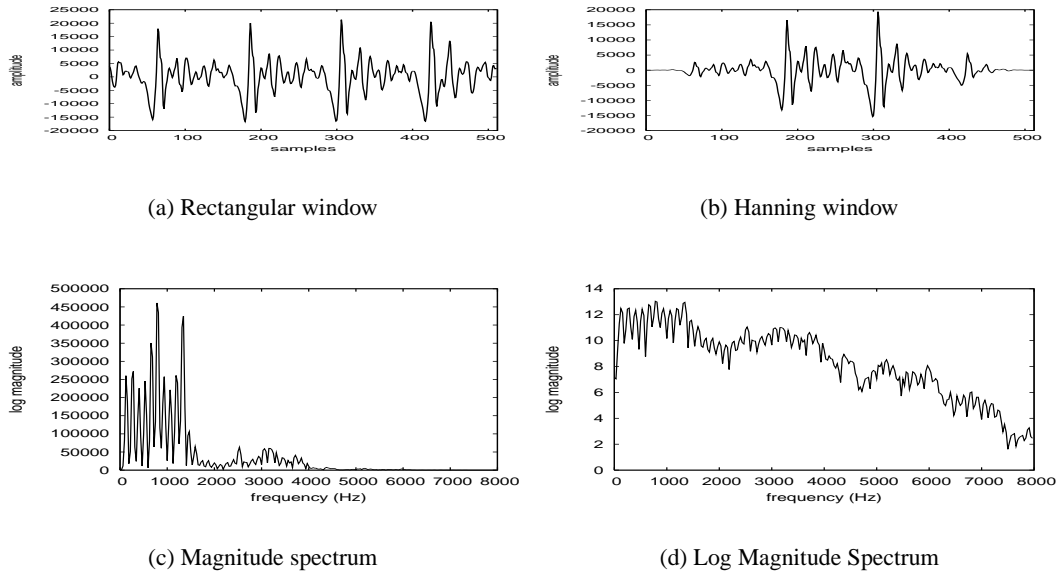 25000
20000
15000
10000
5000
0
-5000
-10000
-15000
-20000
amplitude
0 100 200 300 400 500
samples
(a) Rectangular window
20000
15000
10000
5000
0
-5000
-10000
-15000
-20000
amplitude
0 100 200 300 400 500
samples
(b) Hanning window
500000
450000
400000
350000
300000
250000
200000
150000
100000
50000
0
log magnitude
0 1000 2000 3000 4000 5000 6000 7000 8000
frequency (Hz)
(c) Magnitude spectrum
14
12
10
8
6
4
2
0
log magnitude
0 1000 2000 3000 4000 5000 6000 7000 8000
frequency (Hz)
(d) Log Magnitude Spectrum